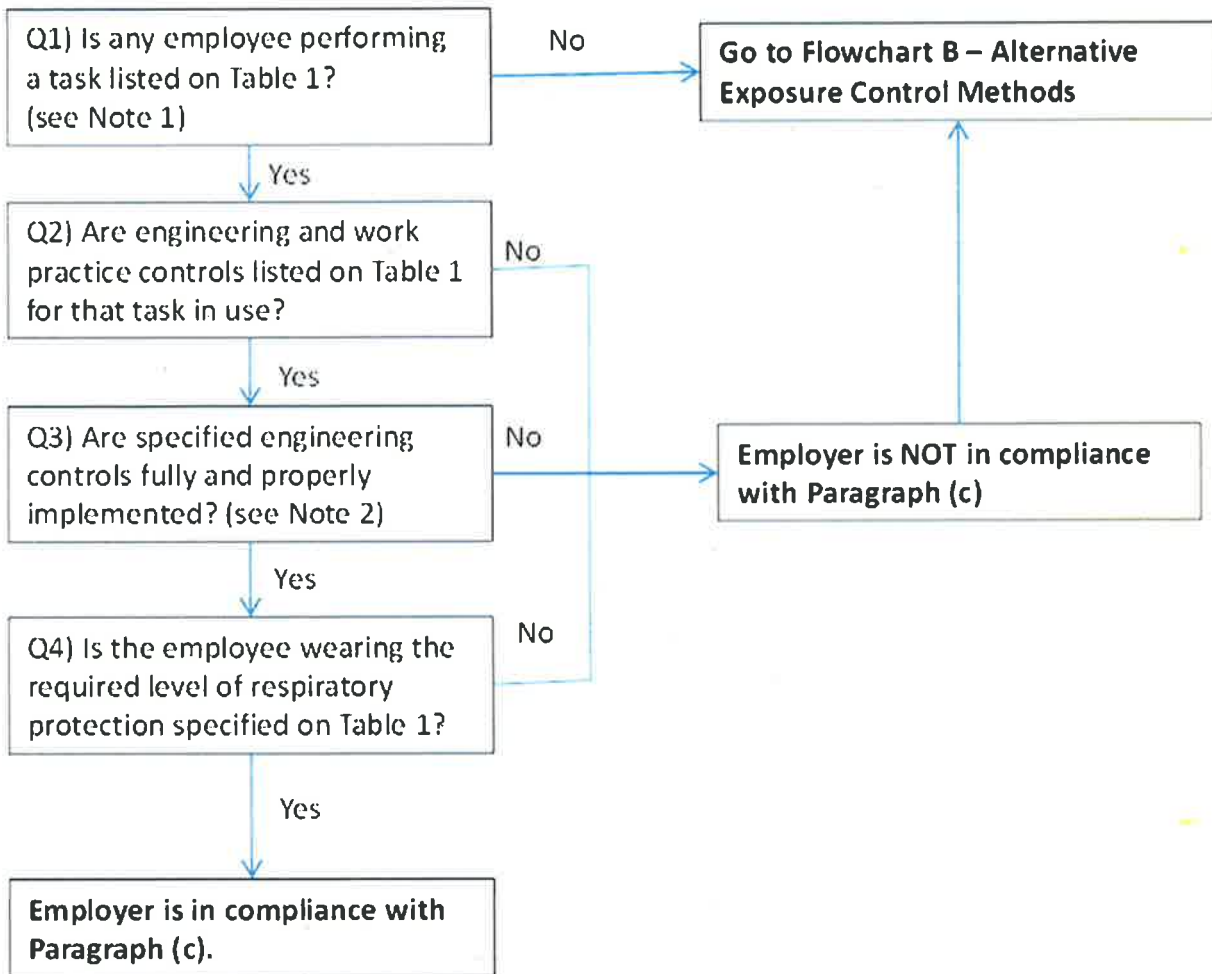 Q1) Is any employee performing
a task listed on Table 1?
(see Note 1)
No
Go to Flowchart B – Alternative
Exposure Control Methods
Yes
Q2) Are engineering and work
practice controls listed on Table 1
for that task in use?
No
Yes
Q3) Are specified engineering
controls fully and properly
implemented? (see Note 2)
No
Employer is NOT in compliance
with Paragraph (c)
Yes
Q4) Is the employee wearing the
required level of respiratory
protection specified on Table 1?
No
Yes
Employer is in compliance with
Paragraph (c).